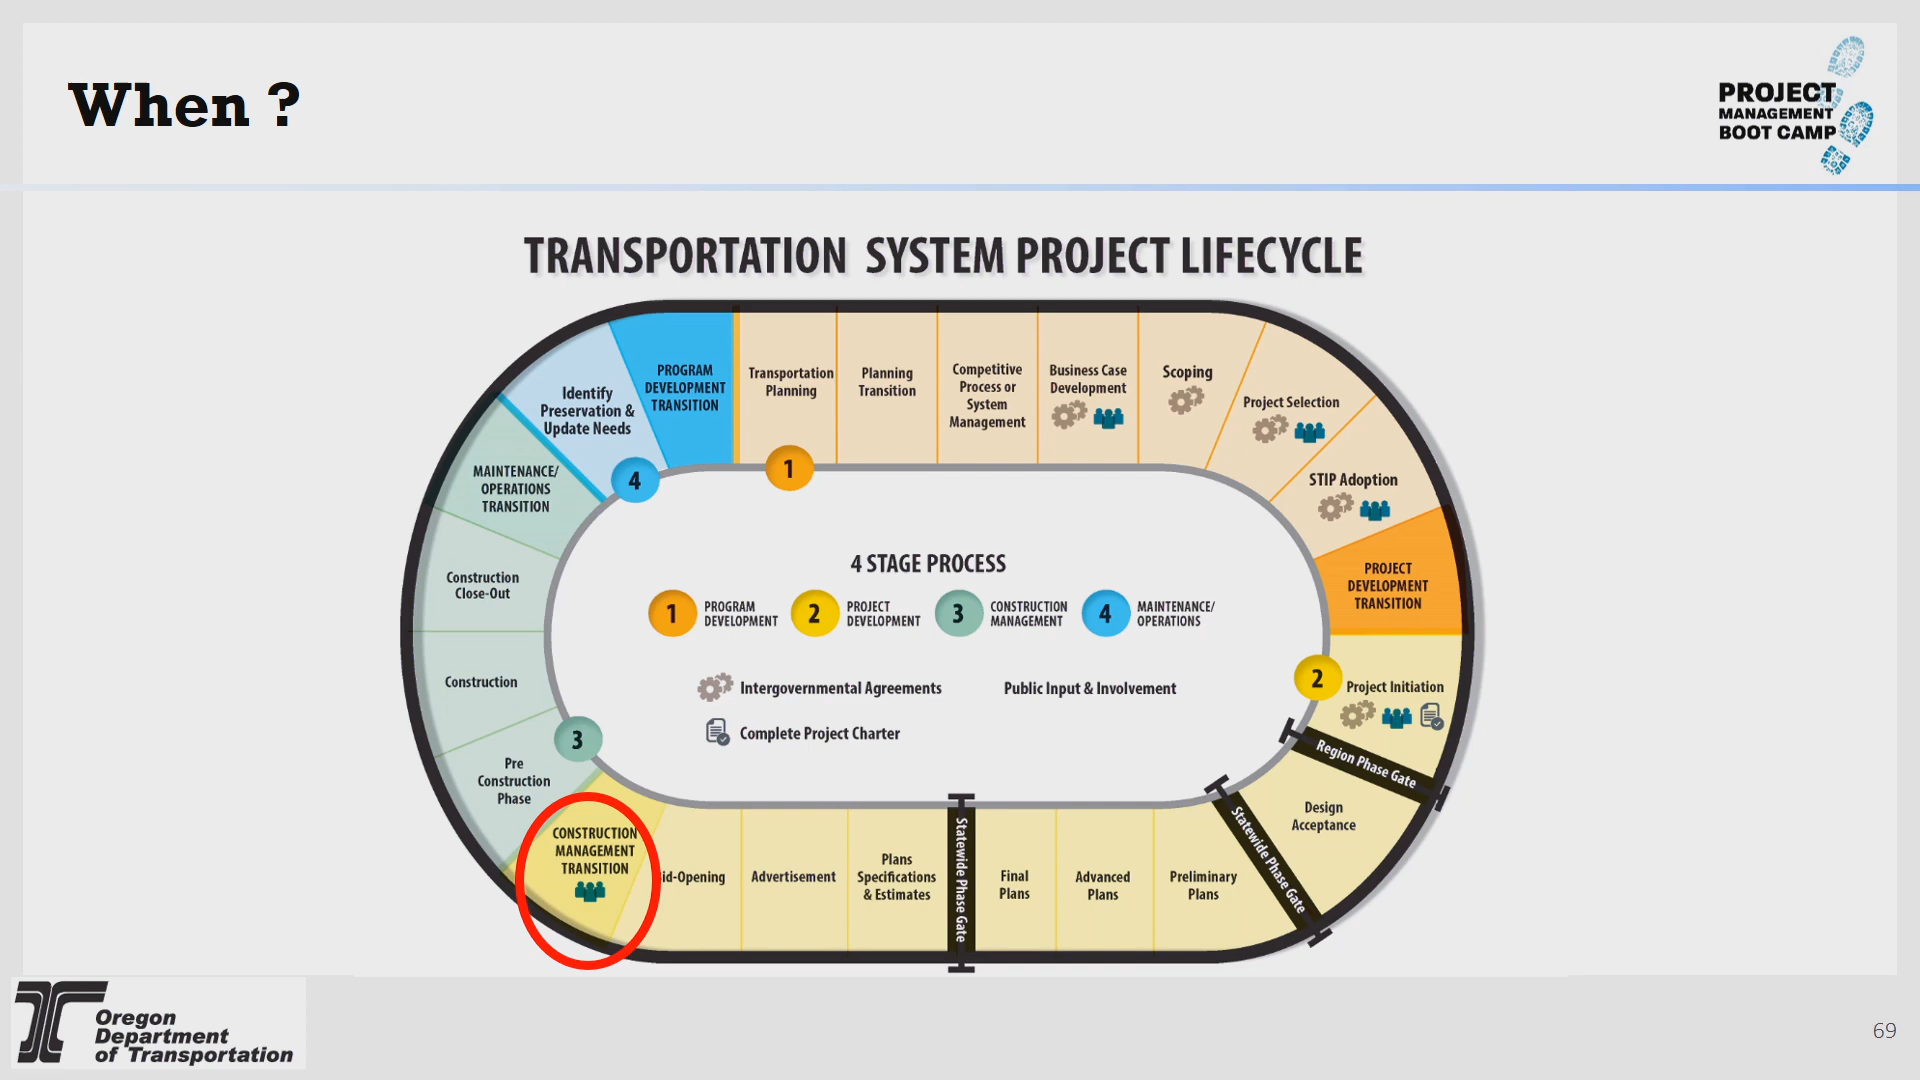 When ?
PROJECT
MANAGEMENT
BOOT CAMP
TRANSPORTATION SYSTEM PROJECT LIFECYCLE
Identify
Preservation &
Update Needs
PROGRAM
DEVELOPMENT
TRANSITION
Transportation
Planning
Planning
Transition
Competitive
Process or
System
Management
Business Case
Development
Scoping
Project Selection
STIP Adoption
PROJECT
DEVELOPMENT
TRANSITION
1
4
MAINTENANCE/
OPERATIONS
TRANSITION
Construction
Close-Out
Construction
3
Pre
Construction
Phase
4 STAGE PROCESS
1 PROGRAM
DEVELOPMENT
2 PROJECT
DEVELOPMENT
3 CONSTRUCTION
MANAGEMENT
4 MAINTENANCE/
OPERATIONS
Intergovernmental Agreements
Public Input & Involvement
Complete Project Charter
2
Project Initiation
Region Phase Gate
Design
Acceptance
Statewide Phase Gate
Preliminary
Plans
Advanced
Plans
Final
Plans
Statewide Phase Gate
Plans
Specifications
& Estimates
Advertisement
id-Opening
CONSTRUCTION
MANAGEMENT
TRANSITION
Oregon
Department
of Transportation
69